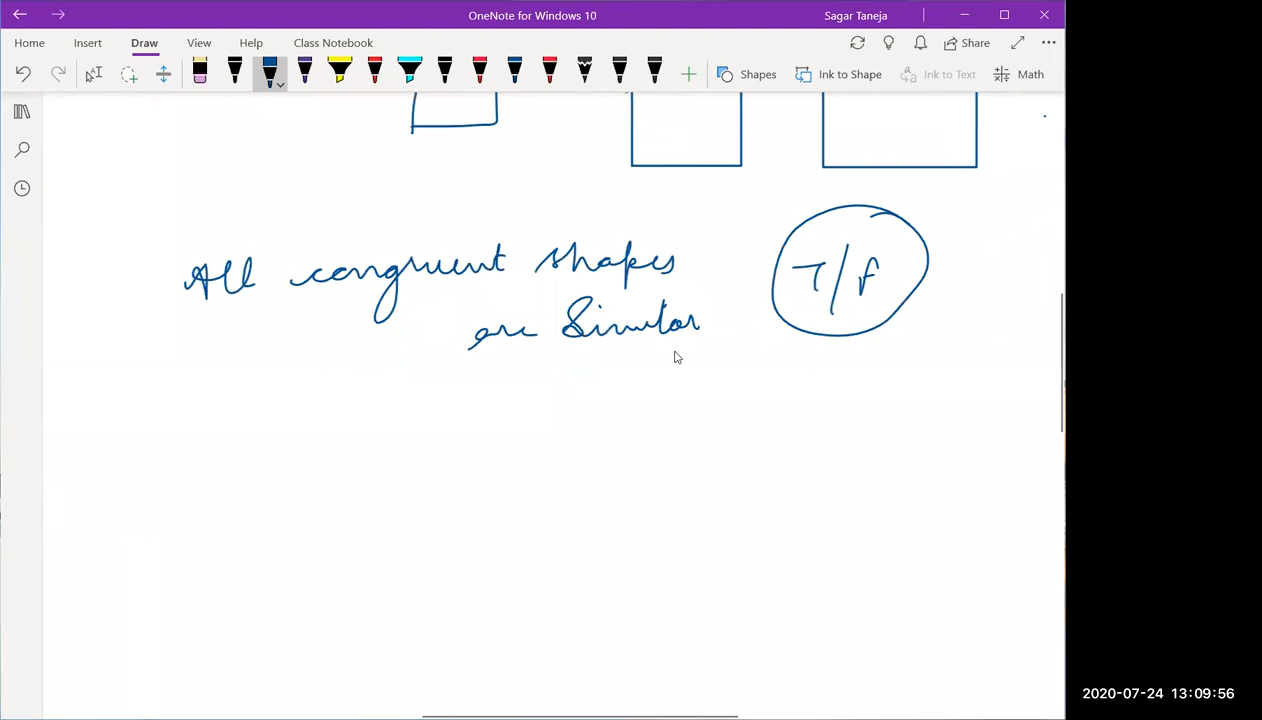 OneNote for Windows 10
Sagar Taneja
Home Insert Draw View Help Class Notebook Share
Shapes Ink to Shape Ink to Text Math
All congruent shapes T/F
are Similar
2020-07-24 13:09:56